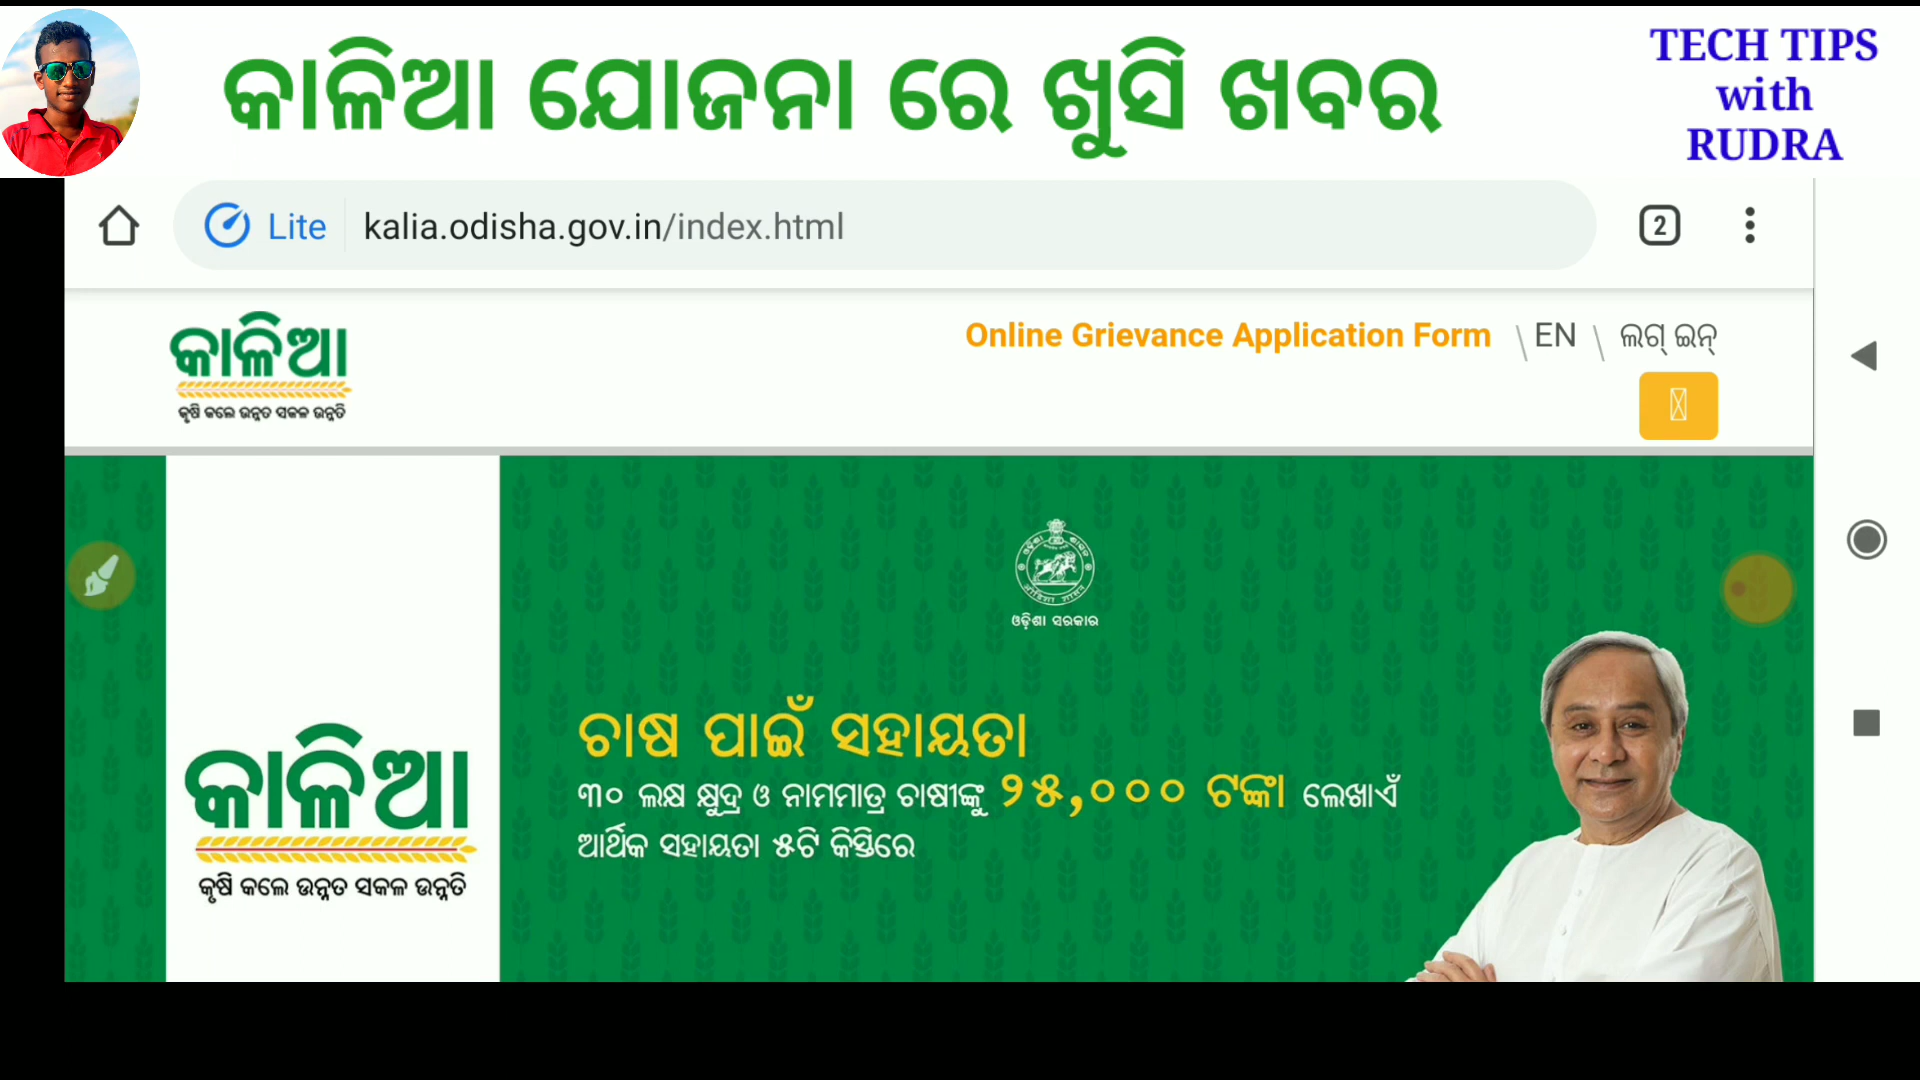 କାଳିଆ ଯୋଜନା ରେ ଖୁସି ଖବର
TECH TIPS
with
RUDRA
Lite
kalia.odisha.gov.in/index.html
2
କାଳିଆ
କୃଷି କଲେ ଉନ୍ନତ ସକଳ ଉନ୍ନତି
Online Grievance Application Form \ EN \ ଲଗ୍ ଇନ୍
ଓଡ଼ିଶା ସରକାର
ଚାଷ ପାଇଁ ସହାୟତା
୩୦ ଲକ୍ଷ କ୍ଷୁଦ୍ର ଓ ନାମମାତ୍ର ଚାଷୀଙ୍କୁ ୨୫,୦୦୦ ଟଙ୍କା ଲେଖାଏଁ
ଆର୍ଥିକ ସହାୟତା ୫ଟି କିସ୍ତିରେ
କାଳିଆ
କୃଷି କଲେ ଉନ୍ନତ ସକଳ ଉନ୍ନତି